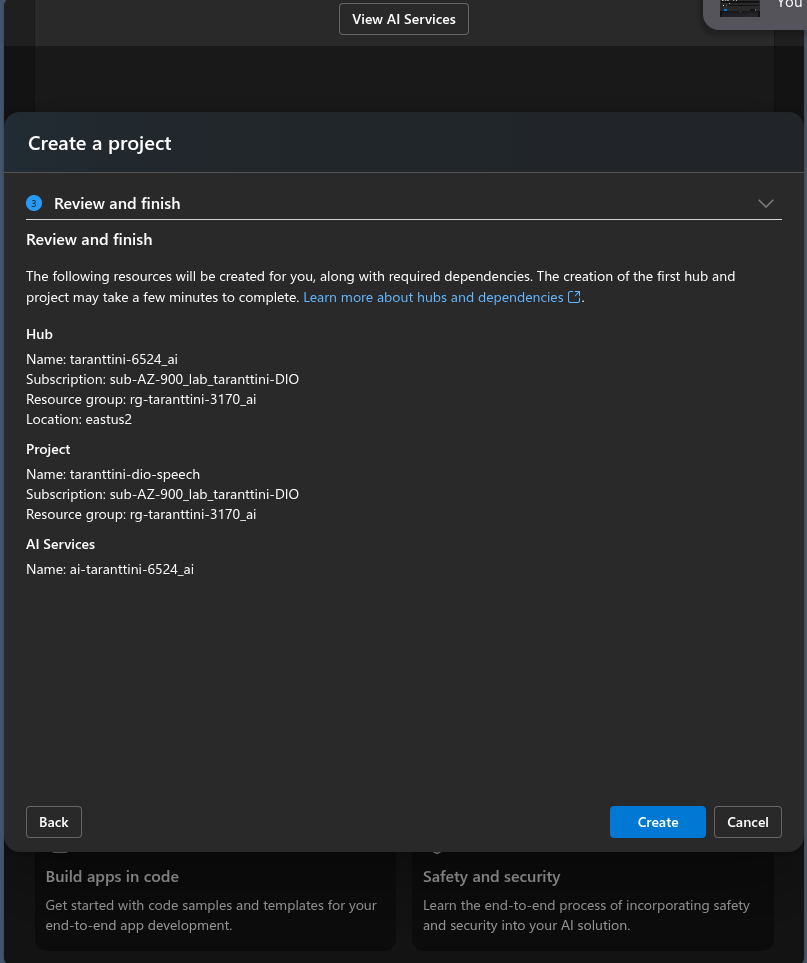 View AI Services
You
Create a project
3 Review and finish
Review and finish
The following resources will be created for you, along with required dependencies. The creation of the first hub and
project may take a few minutes to complete. Learn more about hubs and dependencies.
Hub
Name: taranttini-6524_ai
Subscription: sub-AZ-900_lab_taranttini-DIO
Resource group: rg-taranttini-3170_ai
Location: eastus2
Project
Name: taranttini-dio-speech
Subscription: sub-AZ-900_lab_taranttini-DIO
Resource group: rg-taranttini-3170_ai
AI Services
Name: ai-taranttini-6524_ai
Back
Create
Cancel
Build apps in code
Get started with code samples and templates for your
end-to-end app development.
Safety and security
Learn the end-to-end process of incorporating safety
and security into your AI solution.